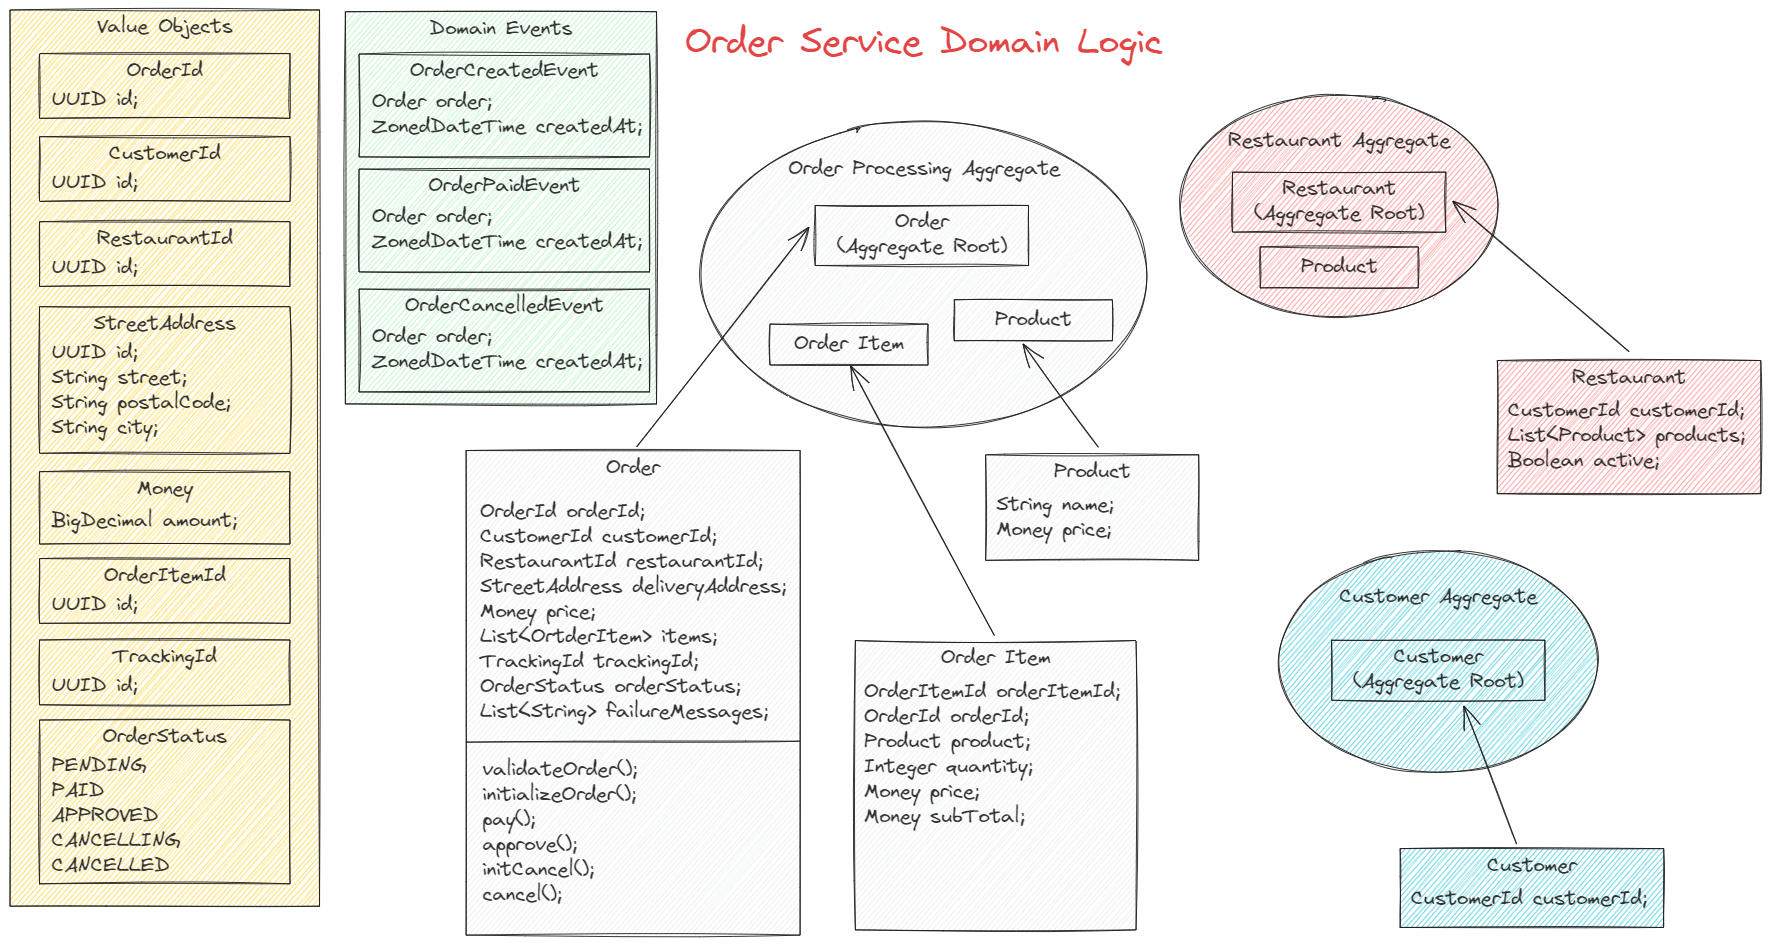 Value Objects
OrderId
UUID id;
CustomerId
UUID id;
RestaurantId
UUID id;
StreetAddress
UUID id;
String street;
String postalCode;
String city;
Money
BigDecimal amount;
OrderItemId
UUID id;
TrackingId
UUID id;
OrderStatus
PENDING,
PAID
APPROVED
CANCELLING,
CANCELLED
Domain Events
OrderCreatedEvent
Order order;
ZonedDateTime createdAt;
OrderPaidEvent
Order order;
ZonedDateTime createdAt;
OrderCancelledEvent
Order order;
ZonedDateTime createdAt;
Order Service Domain Logic
Order Processing Aggregate
Order
(Aggregate Root)
Order Item
Product
Order
OrderId orderId;
CustomerId customerId;
RestaurantId restaurantId;
StreetAddress deliveryAddress;
Money price;
List<OrtderItem> items;
TrackingId trackingId;
OrderStatus orderStatus;
List<String> failureMessages;
validateOrder();
initializeOrder();
pay();
approve();
initCancel();
cancel();
Order Item
OrderItemId orderItemId;
OrderId orderId;
Product product;
Integer quantity;
Money price;
Money subTotal;
Product
String name;
Money price;
Restaurant Aggregate
Restaurant
(Aggregate Root)
Product
Restaurant
CustomerId customerId;
List<Product> products;
Boolean active;
Customer Aggregate
Customer
(Aggregate Root)
Customer
CustomerId customerId;